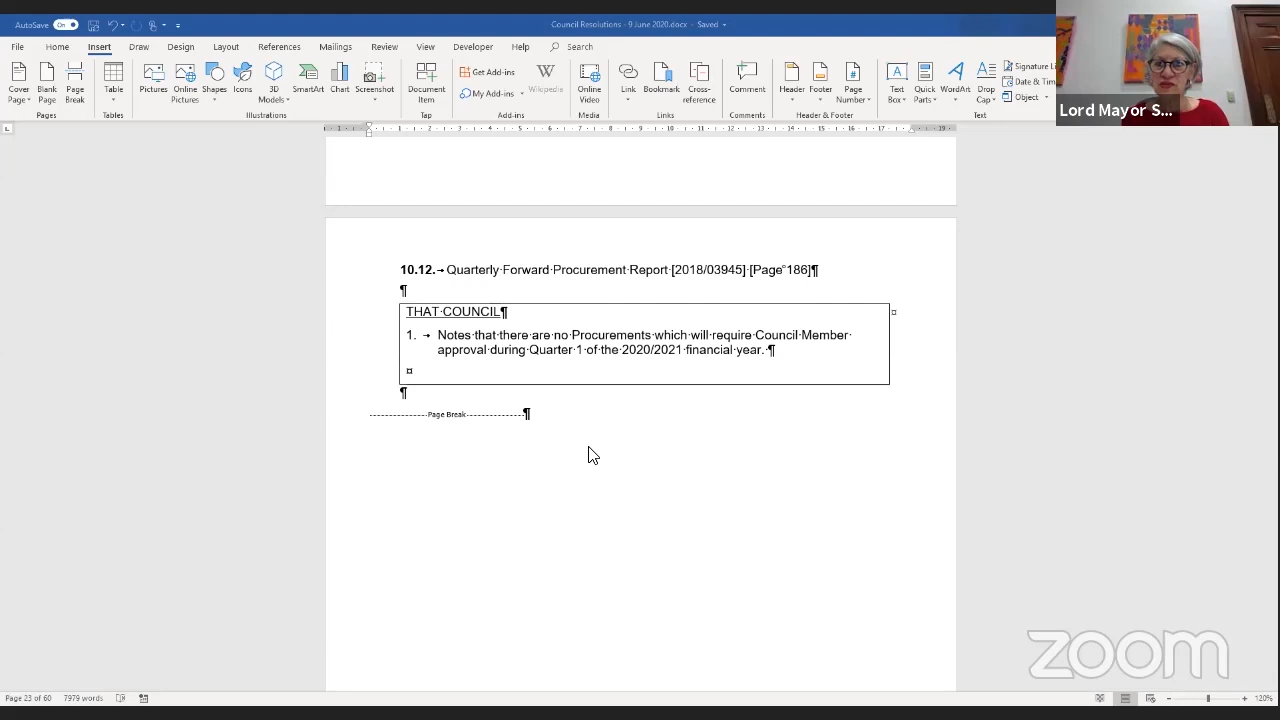 AutoSave On Council Resolutions - 9 June 2020.docx - Saved
File Home Insert Draw Design Layout References Mailings Review View Developer Help Search
Cover Page Blank Page Page Break Table Pictures Online Pictures Shapes Icons 3D Models SmartArt Chart Screenshot Document Item Get Add-ins My Add-ins Wikipedia Online Video Link Bookmark Cross-reference Comment Header Footer Page Number Text Box Quick Parts WordArt Drop Cap Signature Li Date & Time Object
Pages Tables Illustrations Tap Add-ins Media Links Comments Header & Footer Text
Lord Mayor S...
10.12. Quarterly Forward Procurement Report [2018/03945] [Page 186]
THAT COUNCIL
1. Notes that there are no Procurements which will require Council Member
approval during Quarter 1 of the 2020/2021 financial year.
Page Break
zoom
Page 23 of 60 7979 words 120%